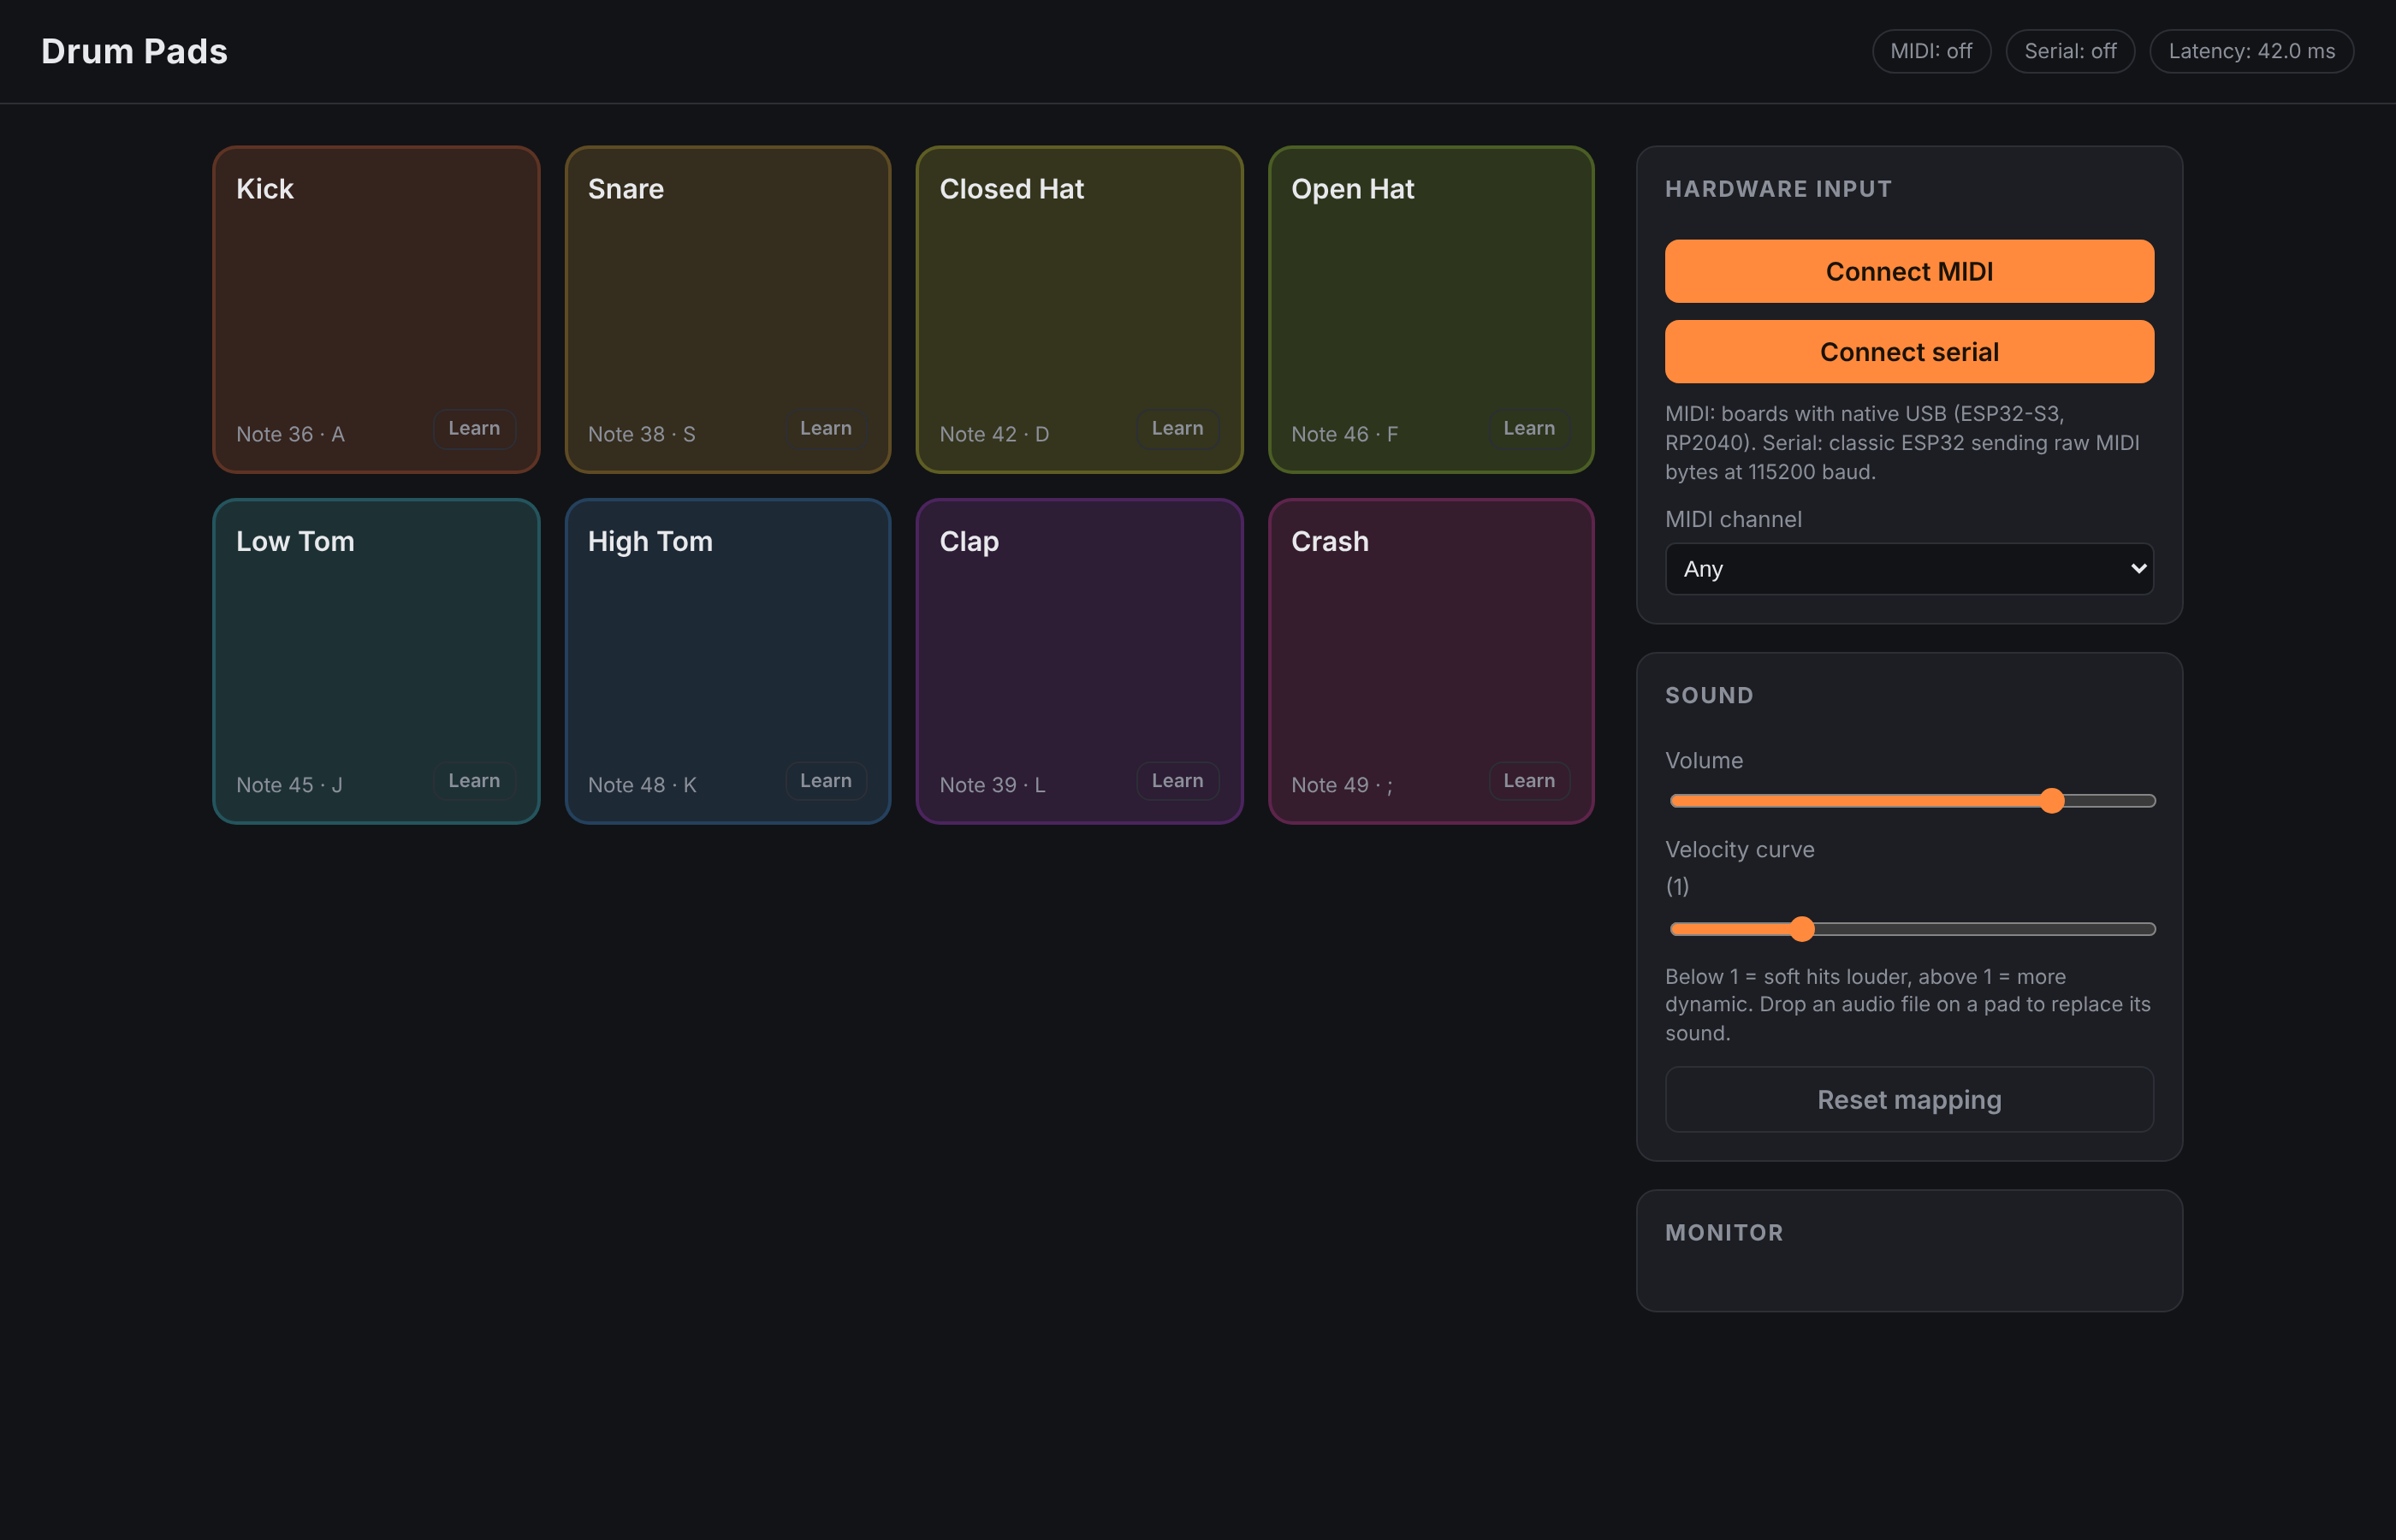 Drum Pads
MIDI: off
Serial: off
Latency: 42.0 ms
Kick
Note 36 · A
Learn
Snare
Note 38 · S
Learn
Closed Hat
Note 42 · D
Learn
Open Hat
Note 46 · F
Learn
Low Tom
Note 45 · J
Learn
High Tom
Note 48 · K
Learn
Clap
Note 39 · L
Learn
Crash
Note 49 · ;
Learn
HARDWARE INPUT
Connect MIDI
Connect serial
MIDI: boards with native USB (ESP32-S3,
RP2040). Serial: classic ESP32 sending raw MIDI
bytes at 115200 baud.
MIDI channel
Any
SOUND
Volume
Velocity curve
(1)
Below 1 = soft hits louder, above 1 = more
dynamic. Drop an audio file on a pad to replace its
sound.
Reset mapping
MONITOR